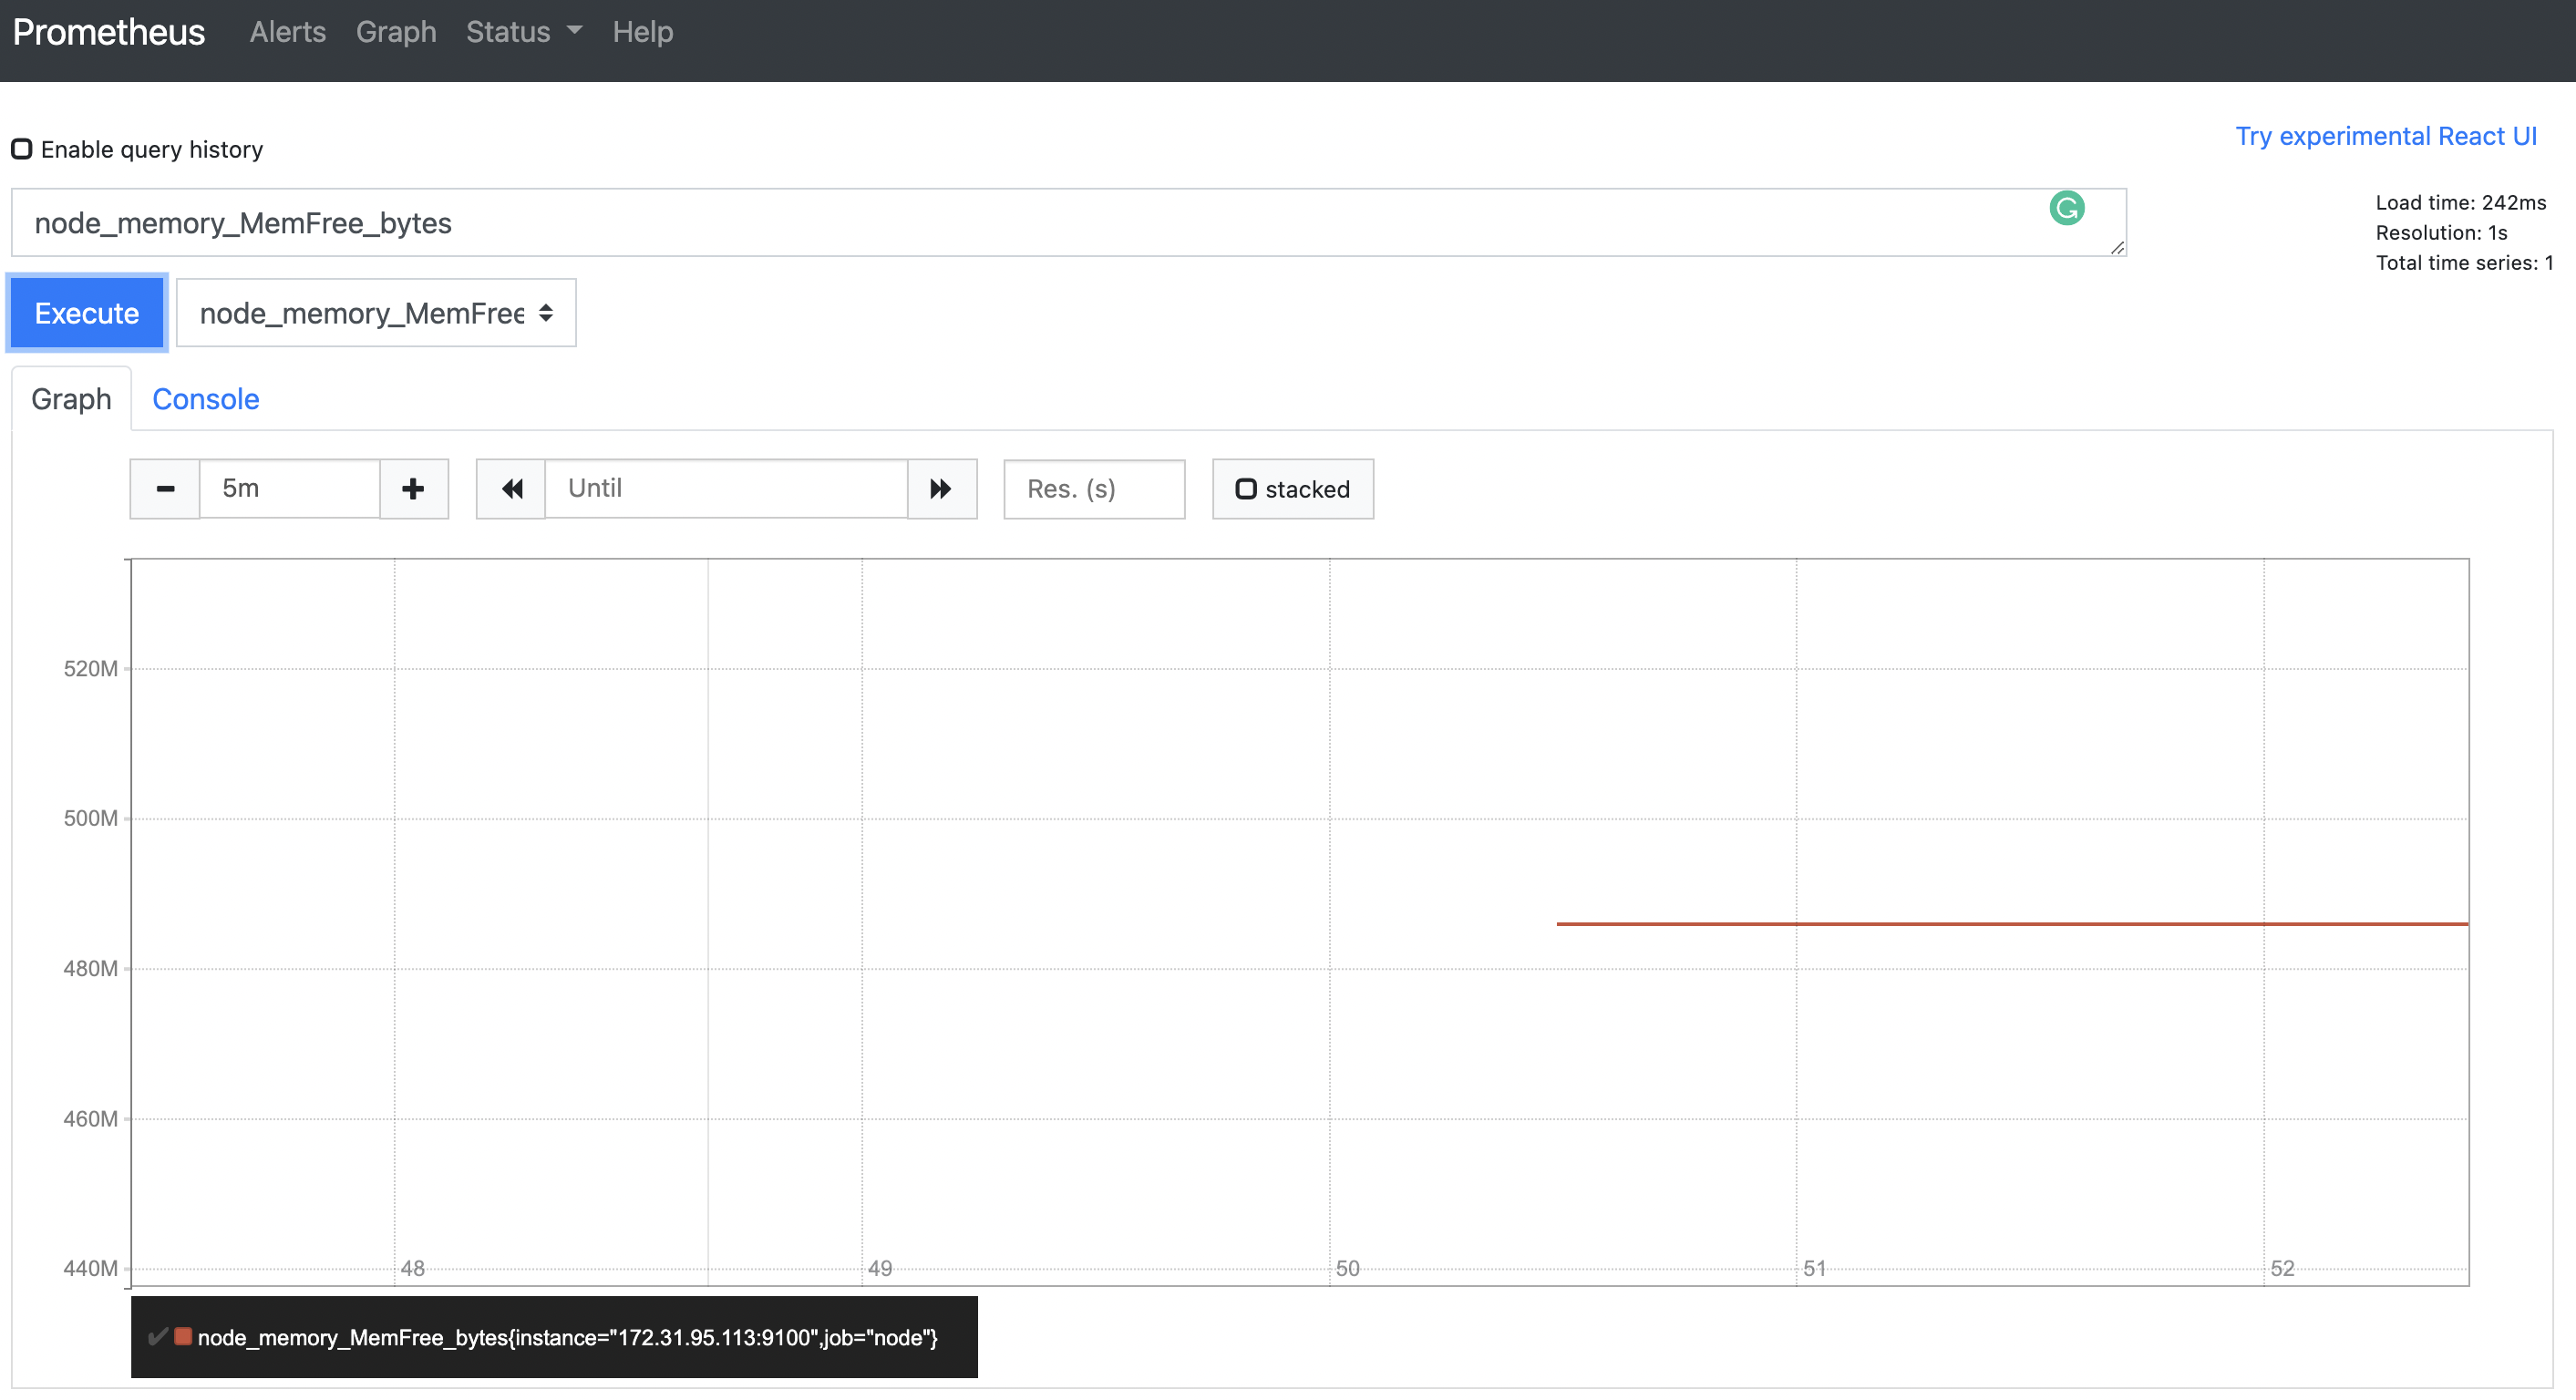 Prometheus Alerts Graph Status Help
Enable query history
Try experimental React UI
node_memory_MemFree_bytes
Load time: 242ms
Resolution: 1s
Total time series: 1
Execute node_memory_MemFree
Graph Console
5m Until Res. (s) stacked
520M
500M
480M
460M
440M
48 49 50 51 52
node_memory_MemFree_bytes{instance="172.31.95.113:9100",job="node"}